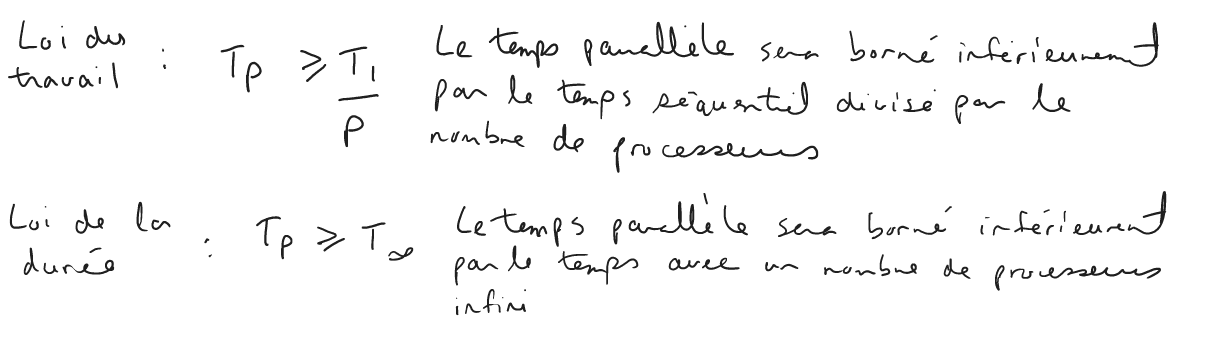 Loi du travail : Tp ≥ T1/P Le temps parallèle sera borné inférieurement
par le temps séquentiel divisé par le
nombre de processeurs
Loi de la durée : Tp ≥ T∞ Le temps parallèle sera borné inférieurement
par le temps avec un nombre de processeurs
infini